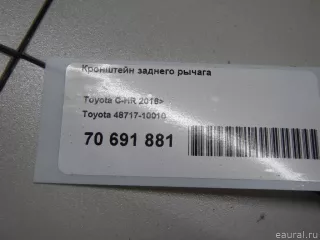 Кронштейн заднего рычага
Toyota C-HR 2016>
Toyota 48717-10010
70 691 881
eaural.ru